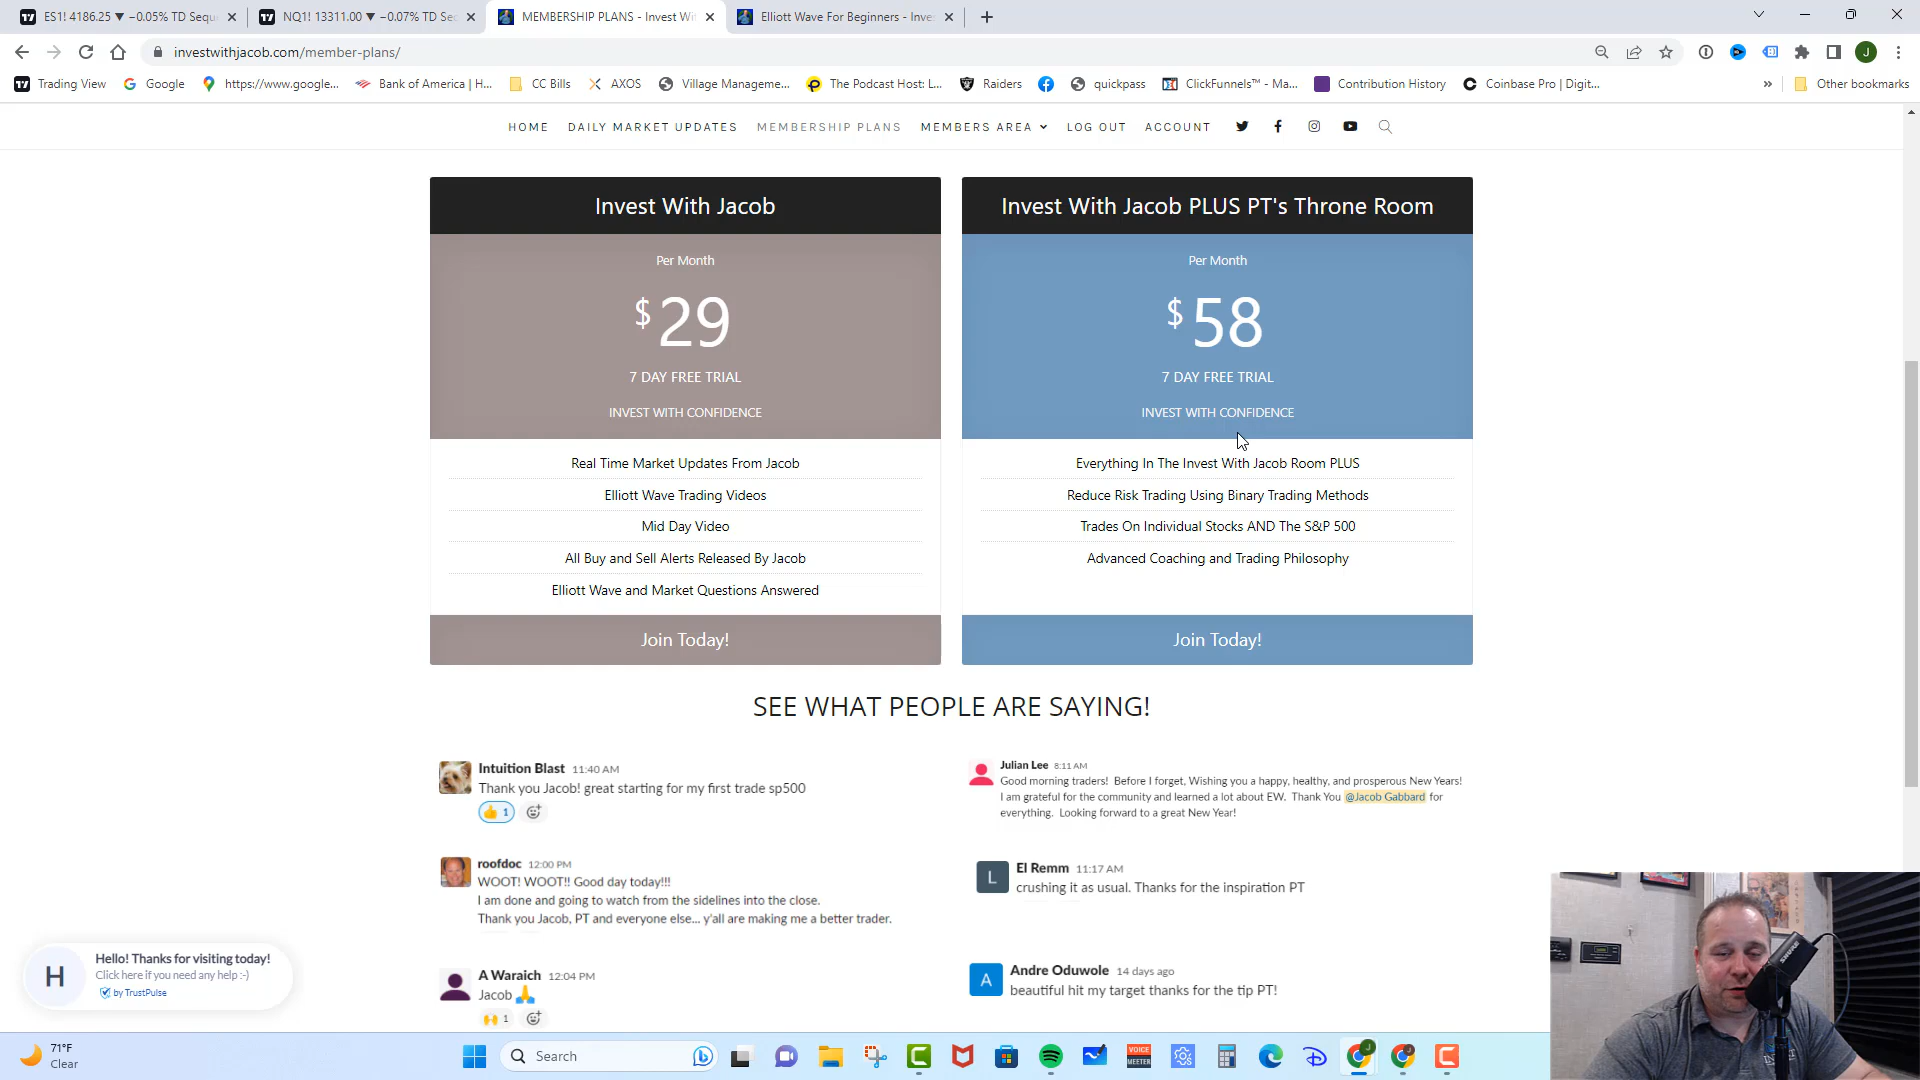 ES1! 4186.25 ▼ −0.05% TD Sequ
NQ1! 13311.00 ▼ −0.07% TD Sec
MEMBERSHIP PLANS - Invest Wit
Elliott Wave For Beginners - Inve
investwithjacob.com/member-plans/
Trading View
Google
https://www.google...
Bank of America | H...
CC Bills
AXOS
Village Manageme...
The Podcast Host: L...
Raiders
quickpass
ClickFunnels™ - Ma...
Contribution History
Coinbase Pro | Digit...
»
Other bookmarks
HOME
DAILY MARKET UPDATES
MEMBERSHIP PLANS
MEMBERS AREA
LOG OUT
ACCOUNT
Invest With Jacob
Per Month
$29
7 DAY FREE TRIAL
INVEST WITH CONFIDENCE
Real Time Market Updates From Jacob
Elliott Wave Trading Videos
Mid Day Video
All Buy and Sell Alerts Released By Jacob
Elliott Wave and Market Questions Answered
Join Today!
Invest With Jacob PLUS PT's Throne Room
Per Month
$58
7 DAY FREE TRIAL
INVEST WITH CONFIDENCE
Everything In The Invest With Jacob Room PLUS
Reduce Risk Trading Using Binary Trading Methods
Trades On Individual Stocks AND The S&P 500
Advanced Coaching and Trading Philosophy
Join Today!
SEE WHAT PEOPLE ARE SAYING!
Intuition Blast 11:40 AM
Thank you Jacob! great starting for my first trade sp500
👍 1
Julian Lee 8:11 AM
Good morning traders! Before I forget, Wishing you a happy, healthy, and prosperous New Years!
I am grateful for the community and learned a lot about EW. Thank You @Jacob Gabbard for
everything. Looking forward to a great New Year!
roofdoc 12:00 PM
WOOT! WOOT!! Good day today!!!
I am done and going to watch from the sidelines into the close.
Thank you Jacob, PT and everyone else... y'all are making me a better trader.
L
El Remm 11:17 AM
crushing it as usual. Thanks for the inspiration PT
A Waraich 12:04 PM
Jacob 🙏
🙌 1
A
Andre Oduwole 14 days ago
beautiful hit my target thanks for the tip PT!
H
Hello! Thanks for visiting today!
Click here if you need any help :-)
by TrustPulse
SHURE
71°F
Clear
Search
VOICE
MEETER